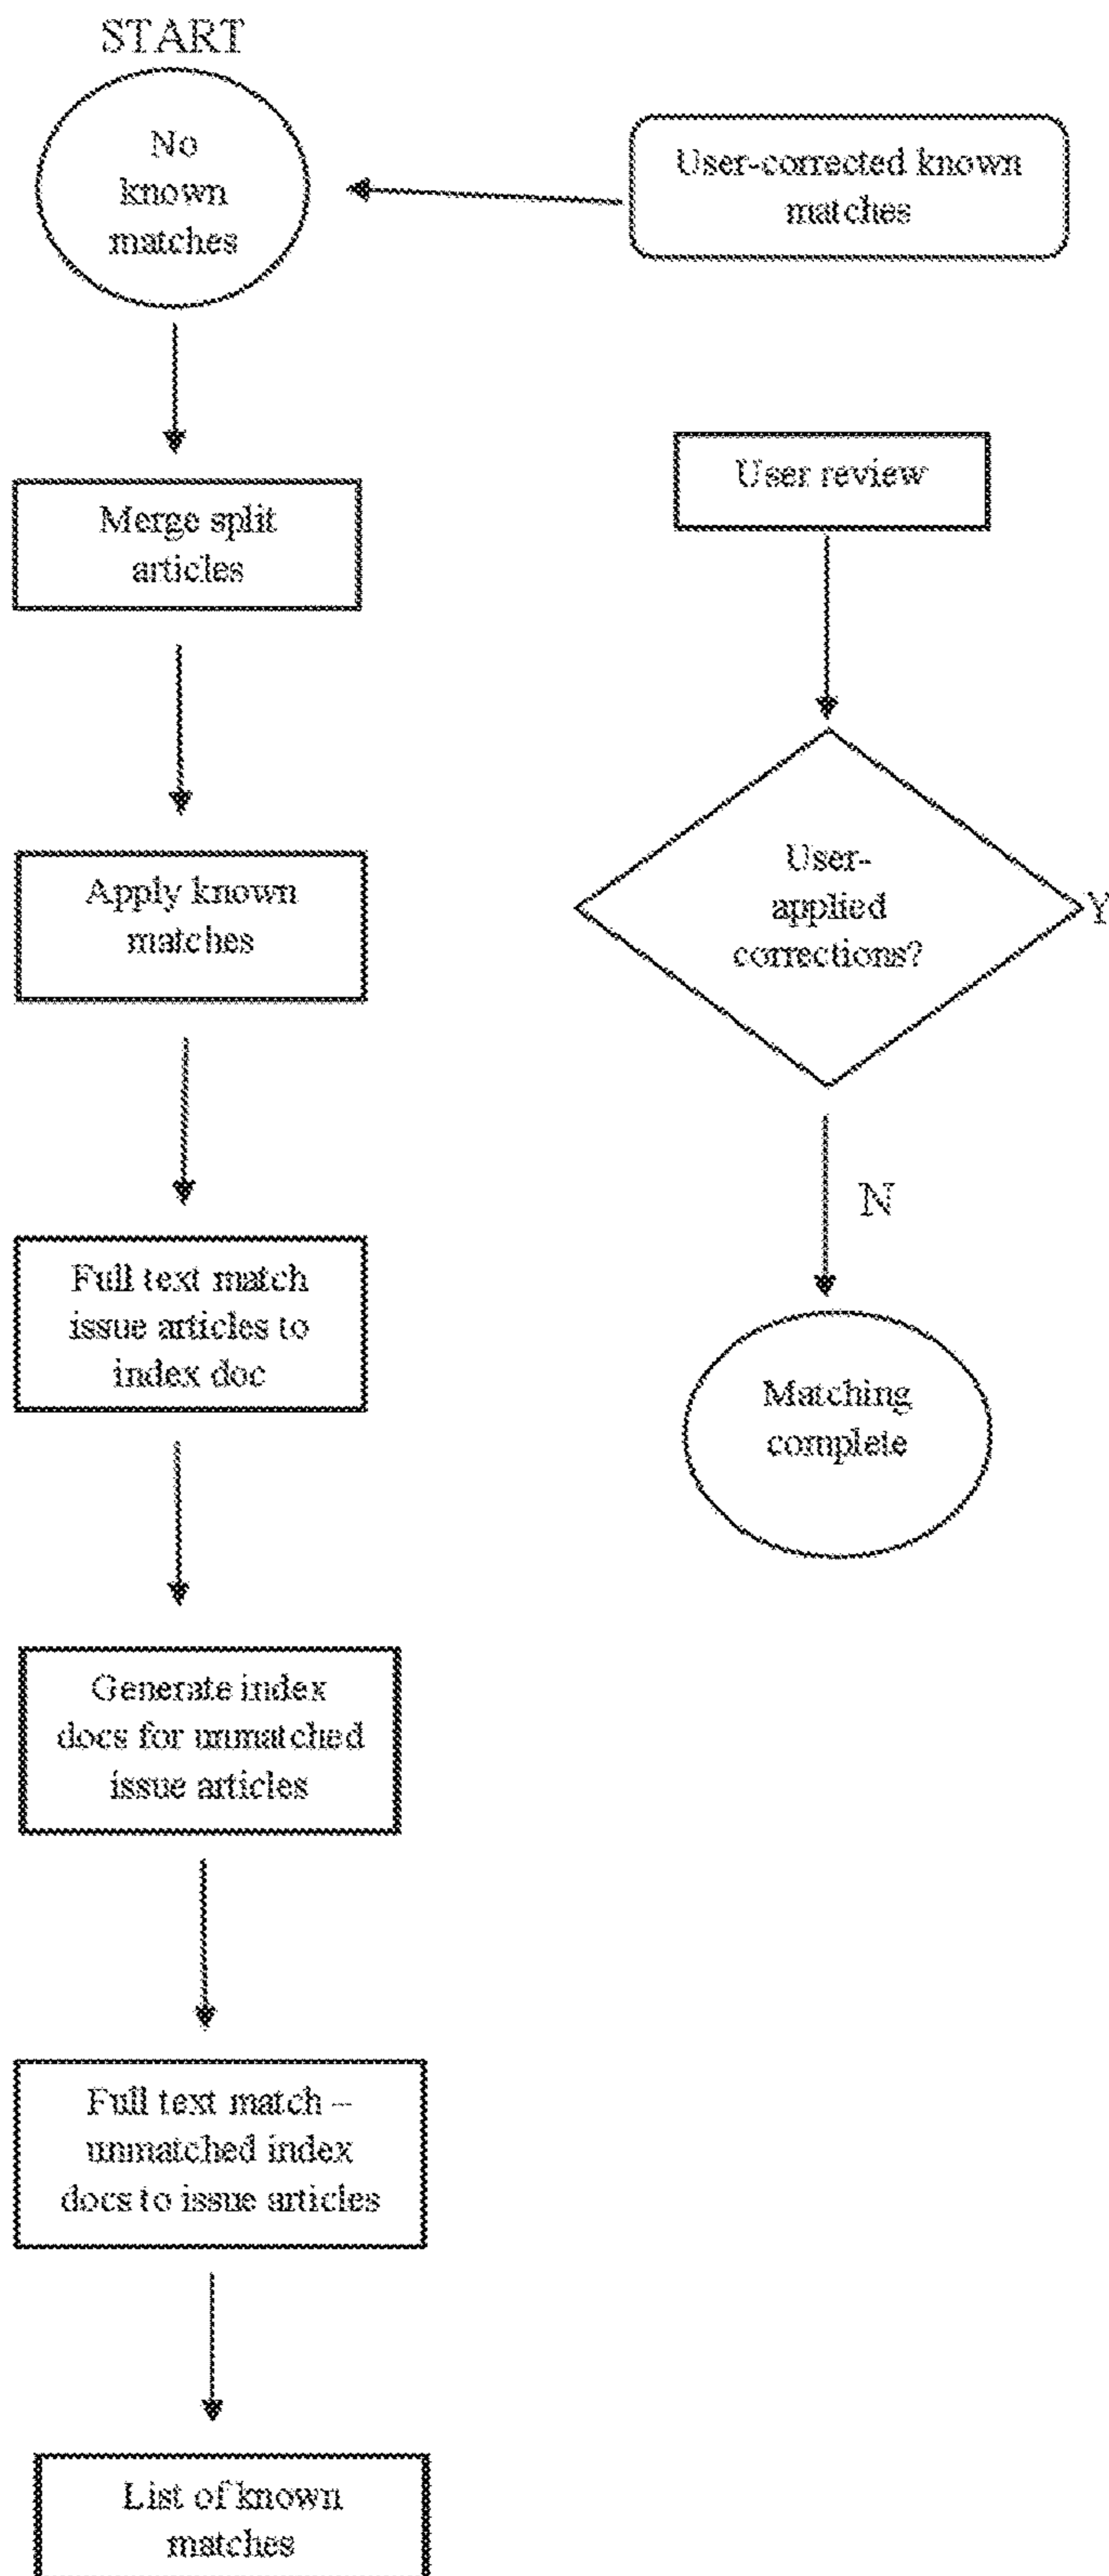 START
No
known
matches
User-corrected known
matches
Merge split
articles
Apply known
matches
Full text match
issue articles to
index doc
Generate index
docs for unmatched
issue articles
Full text match –
unmatched index
docs to issue articles
List of known
matches
User review
User-
applied
corrections?
Y
N
Matching
complete